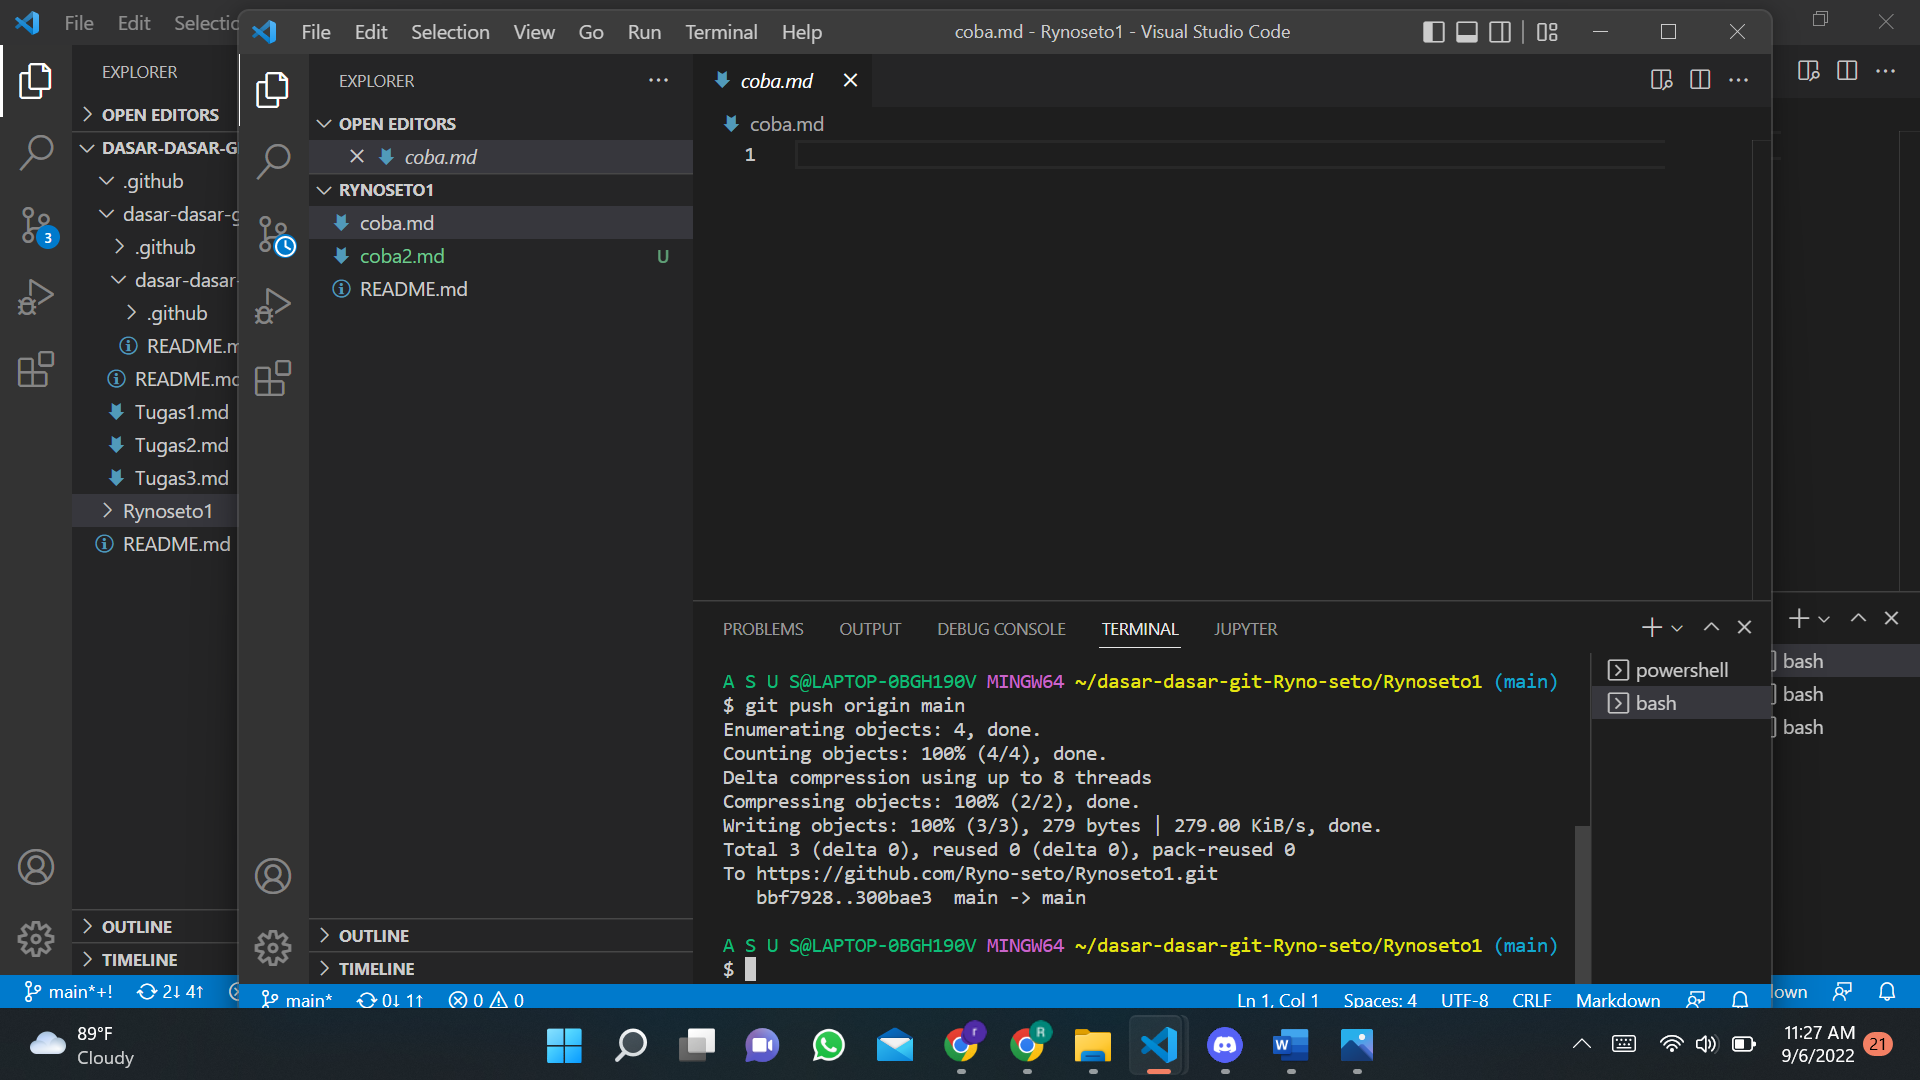 File Edit Selectio
EXPLORER
OPEN EDITORS
DASAR-DASAR-G
.github
dasar-dasar-g
.github
dasar-dasar-
.github
README.m
README.md
Tugas1.md
Tugas2.md
Tugas3.md
Rynoseto1
README.md
3
OUTLINE
TIMELINE
main*+! 2↓ 4↑
File Edit Selection View Go Run Terminal Help
coba.md - Rynoseto1 - Visual Studio Code
EXPLORER
OPEN EDITORS
coba.md
RYNOSETO1
coba.md
coba2.md U
README.md
OUTLINE
TIMELINE
coba.md
coba.md
1
PROBLEMS OUTPUT DEBUG CONSOLE TERMINAL JUPYTER
A S U S@LAPTOP-0BGH190V MINGW64 ~/dasar-dasar-git-Ryno-seto/Rynoseto1 (main)
$ git push origin main
Enumerating objects: 4, done.
Counting objects: 100% (4/4), done.
Delta compression using up to 8 threads
Compressing objects: 100% (2/2), done.
Writing objects: 100% (3/3), 279 bytes | 279.00 KiB/s, done.
Total 3 (delta 0), reused 0 (delta 0), pack-reused 0
To https://github.com/Ryno-seto/Rynoseto1.git
bbf7928..300bae3 main -> main
A S U S@LAPTOP-0BGH190V MINGW64 ~/dasar-dasar-git-Ryno-seto/Rynoseto1 (main)
$
powershell
bash
bash
bash
bash
main* 0↓ 1↑ 0 0
Ln 1, Col 1 Spaces: 4 UTF-8 CRLF Markdown
down
89°F
Cloudy
r
R
W
11:27 AM
9/6/2022
21